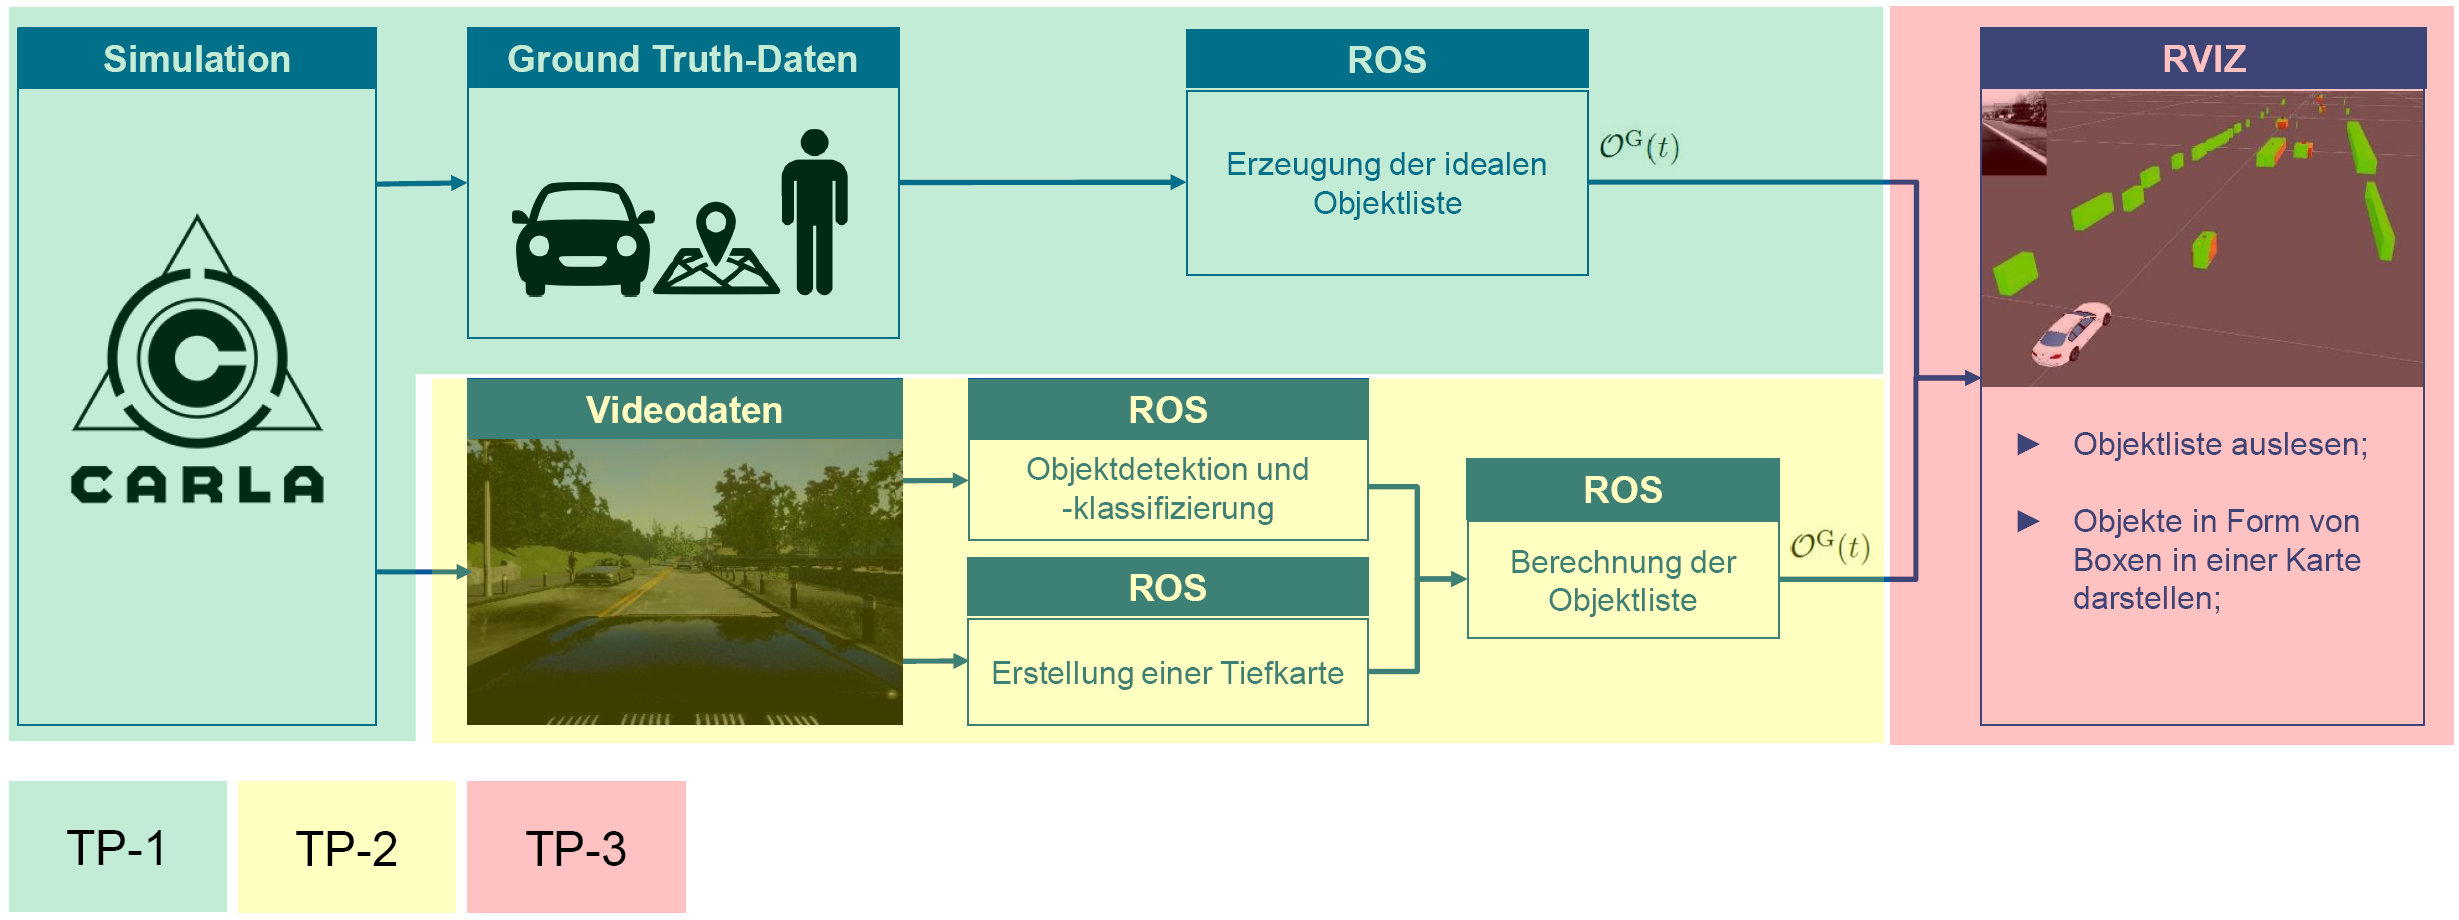 Simulation
CARLA
Ground Truth-Daten
ROS
Erzeugung der idealen
Objektliste
𝒪ᴳ(t)
Videodaten
ROS
Objektdetektion und
-klassifizierung
ROS
Erstellung einer Tiefkarte
ROS
Berechnung der
Objektliste
𝒪ᴳ(t)
RVIZ
► Objektliste auslesen;
► Objekte in Form von
Boxen in einer Karte
darstellen;
TP-1
TP-2
TP-3